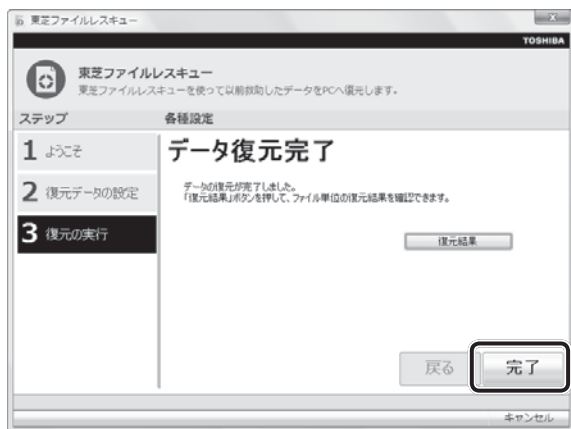 東芝ファイルレスキュー
TOSHIBA
東芝ファイルレスキュー
東芝ファイルレスキューを使って以前救助したデータをPCへ復元します。
ステップ
各種設定
1 ようこそ
2 復元データの設定
3 復元の実行
データ復元完了
データの復元が完了しました。
「復元結果」ボタンを押して、ファイル単位の復元結果を確認できます。
復元結果
戻る
完了
キャンセル